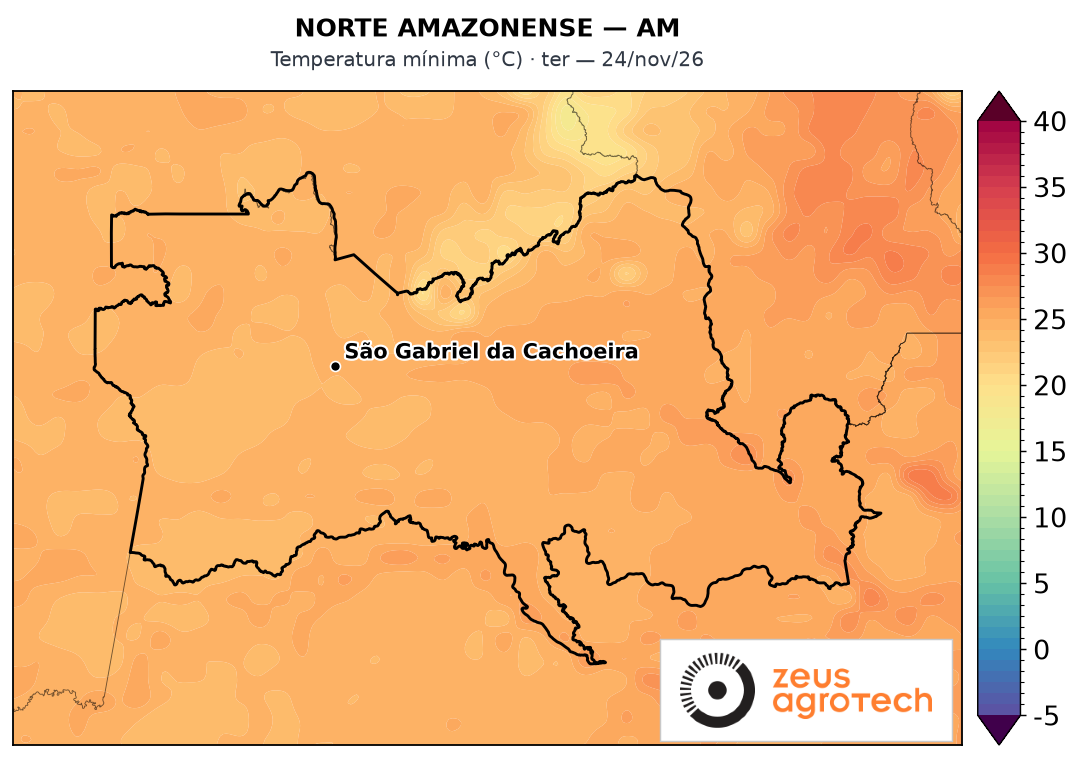 NORTE AMAZONENSE — AM
Temperatura mínima (°C) · ter — 24/nov/26
São Gabriel da Cachoeira
40
35
30
25
20
15
10
5
0
-5
zeus
agrotech